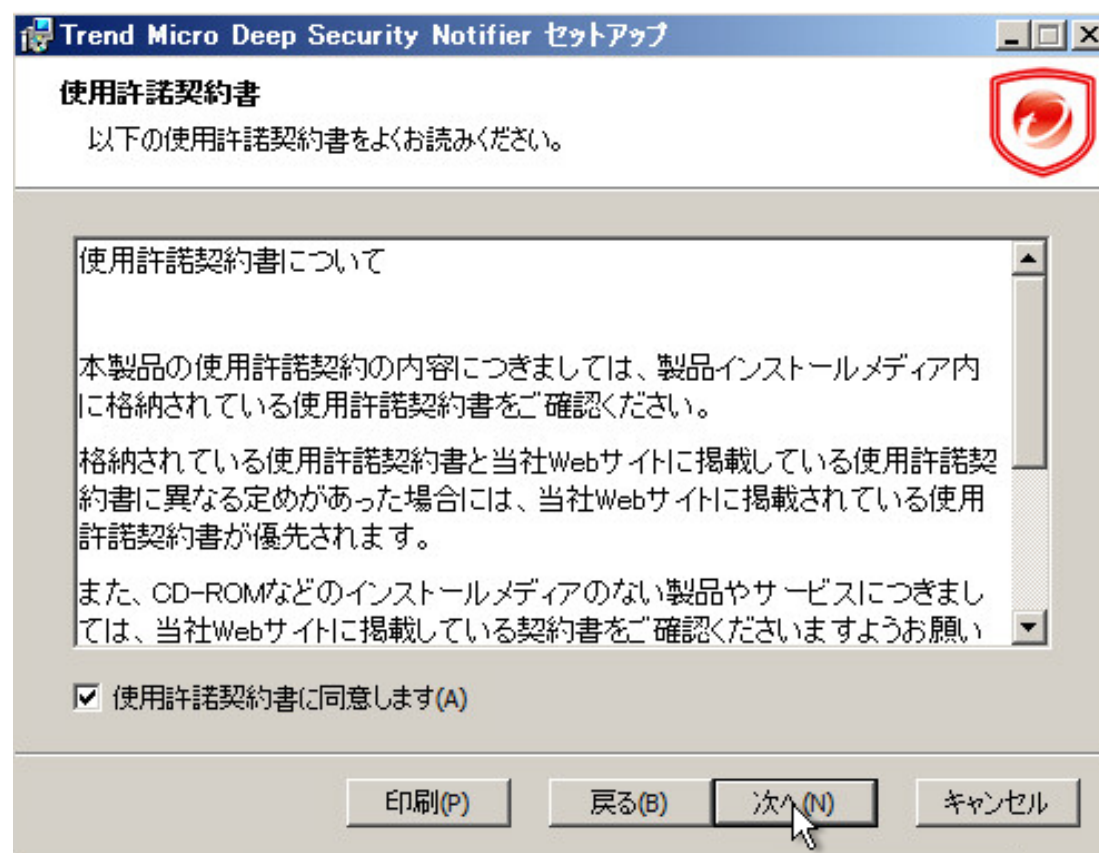 Trend Micro Deep Security Notifier セットアップ
使用許諾契約書
以下の使用許諾契約書をよくお読みください。
使用許諾契約書について
本製品の使用許諾契約の内容につきましては、製品インストールメディア内
に格納されている使用許諾契約書をご確認ください。
格納されている使用許諾契約書と当社Webサイトに掲載している使用許諾契
約書に異なる定めがあった場合には、当社Webサイトに掲載されている使用
許諾契約書が優先されます。
また、CD-ROMなどのインストールメディアのない製品やサービスにつきまし
ては、当社Webサイトに掲載している契約書をご確認くださいますようお願い
使用許諾契約書に同意します(A)
印刷(P) 戻る(B) 次へ(N) キャンセル